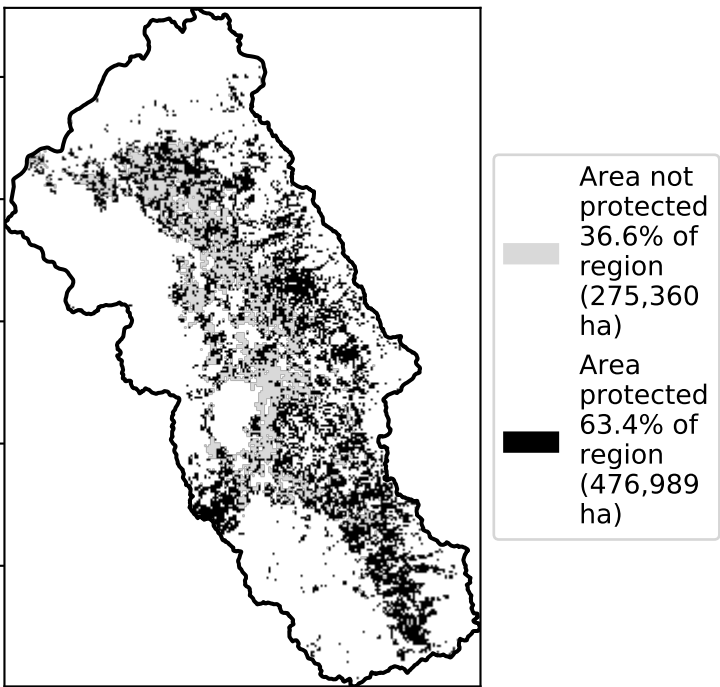 Area not
protected
36.6% of
region
(275,360
ha)
Area
protected
63.4% of
region
(476,989
ha)